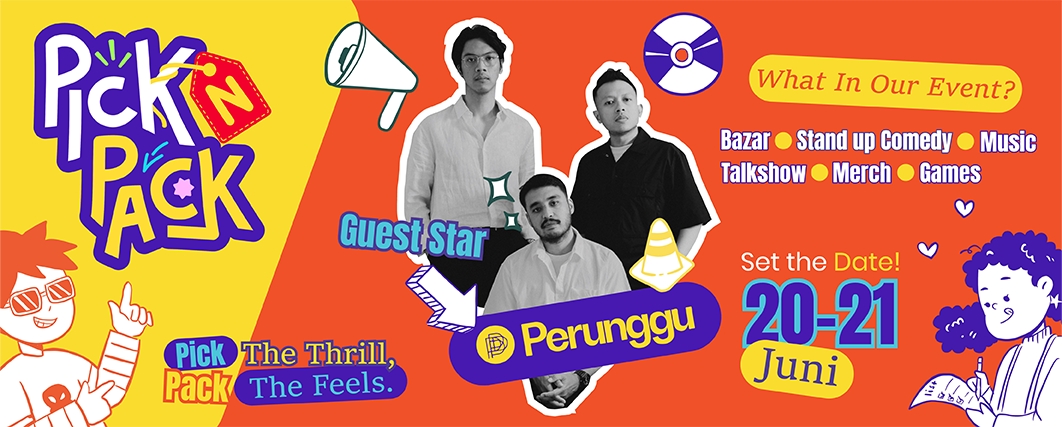 PICK N
PACK
Pick The Thrill,
Pack The Feels.
Guest Star
Perunggu
What In Our Event?
Bazar Stand up Comedy Music
Talkshow Merch Games
Set the Date!
20-21
Juni
list